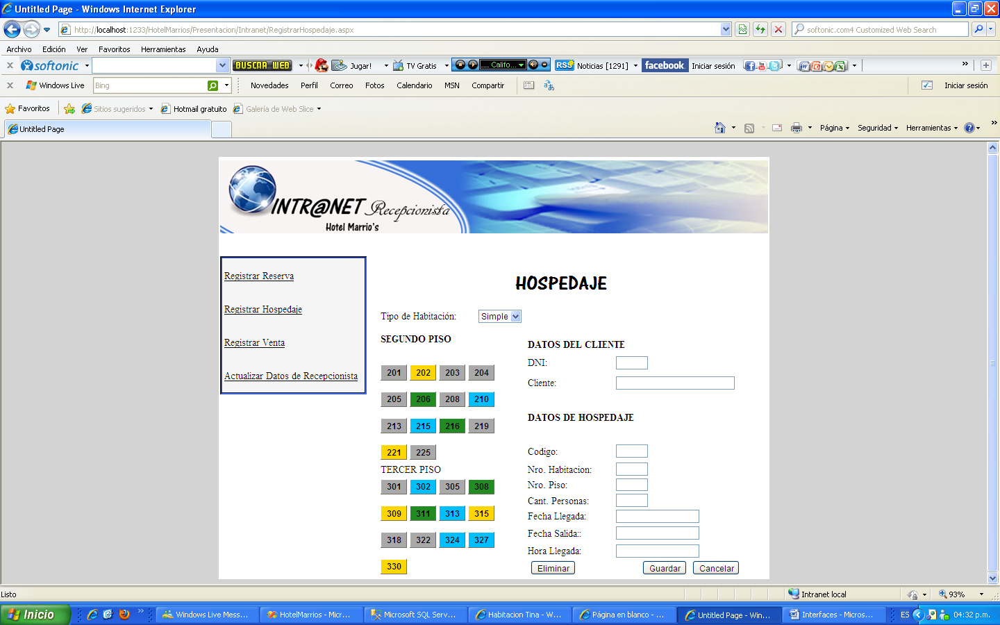 Untitled Page - Windows Internet Explorer
http://localhost:1233/HotelMarrios/Presentacion/Intranet/RegistrarHospedaje.aspx
softonic.com4 Customized Web Search
Archivo Edición Ver Favoritos Herramientas Ayuda
softonic BUSCAR WEB Jugar! TV Gratis ..... Califo... RSS Noticias [1291] facebook Iniciar sesión
Windows Live Bing Novedades Perfil Correo Fotos Calendario MSN Compartir Iniciar sesión
Favoritos Sitios sugeridos Hotmail gratuito Galería de Web Slice
Untitled Page Página Seguridad Herramientas
INTR@NET Recepcionista
Hotel Marrio's
Registrar Reserva
Registrar Hospedaje
Registrar Venta
Actualizar Datos de Recepcionista
HOSPEDAJE
Tipo de Habitación: Simple
SEGUNDO PISO
201 202 203 204
205 206 208 210
213 215 216 219
221 225
TERCER PISO
301 302 305 308
309 311 313 315
318 322 324 327
330
DATOS DEL CLIENTE
DNI:
Cliente:
DATOS DE HOSPEDAJE
Codigo:
Nro. Habitacion:
Nro. Piso:
Cant. Personas:
Fecha Llegada:
Fecha Salida::
Hora Llegada:
Eliminar Guardar Cancelar
Listo Intranet local 93%
Inicio Windows Live Mess... HotelMarrios - Micr... Microsoft SQL Serv... Habitacion Tina - W... Página en blanco - ... Untitled Page - Win... Interfaces - Micros... ES 04:32 p.m.